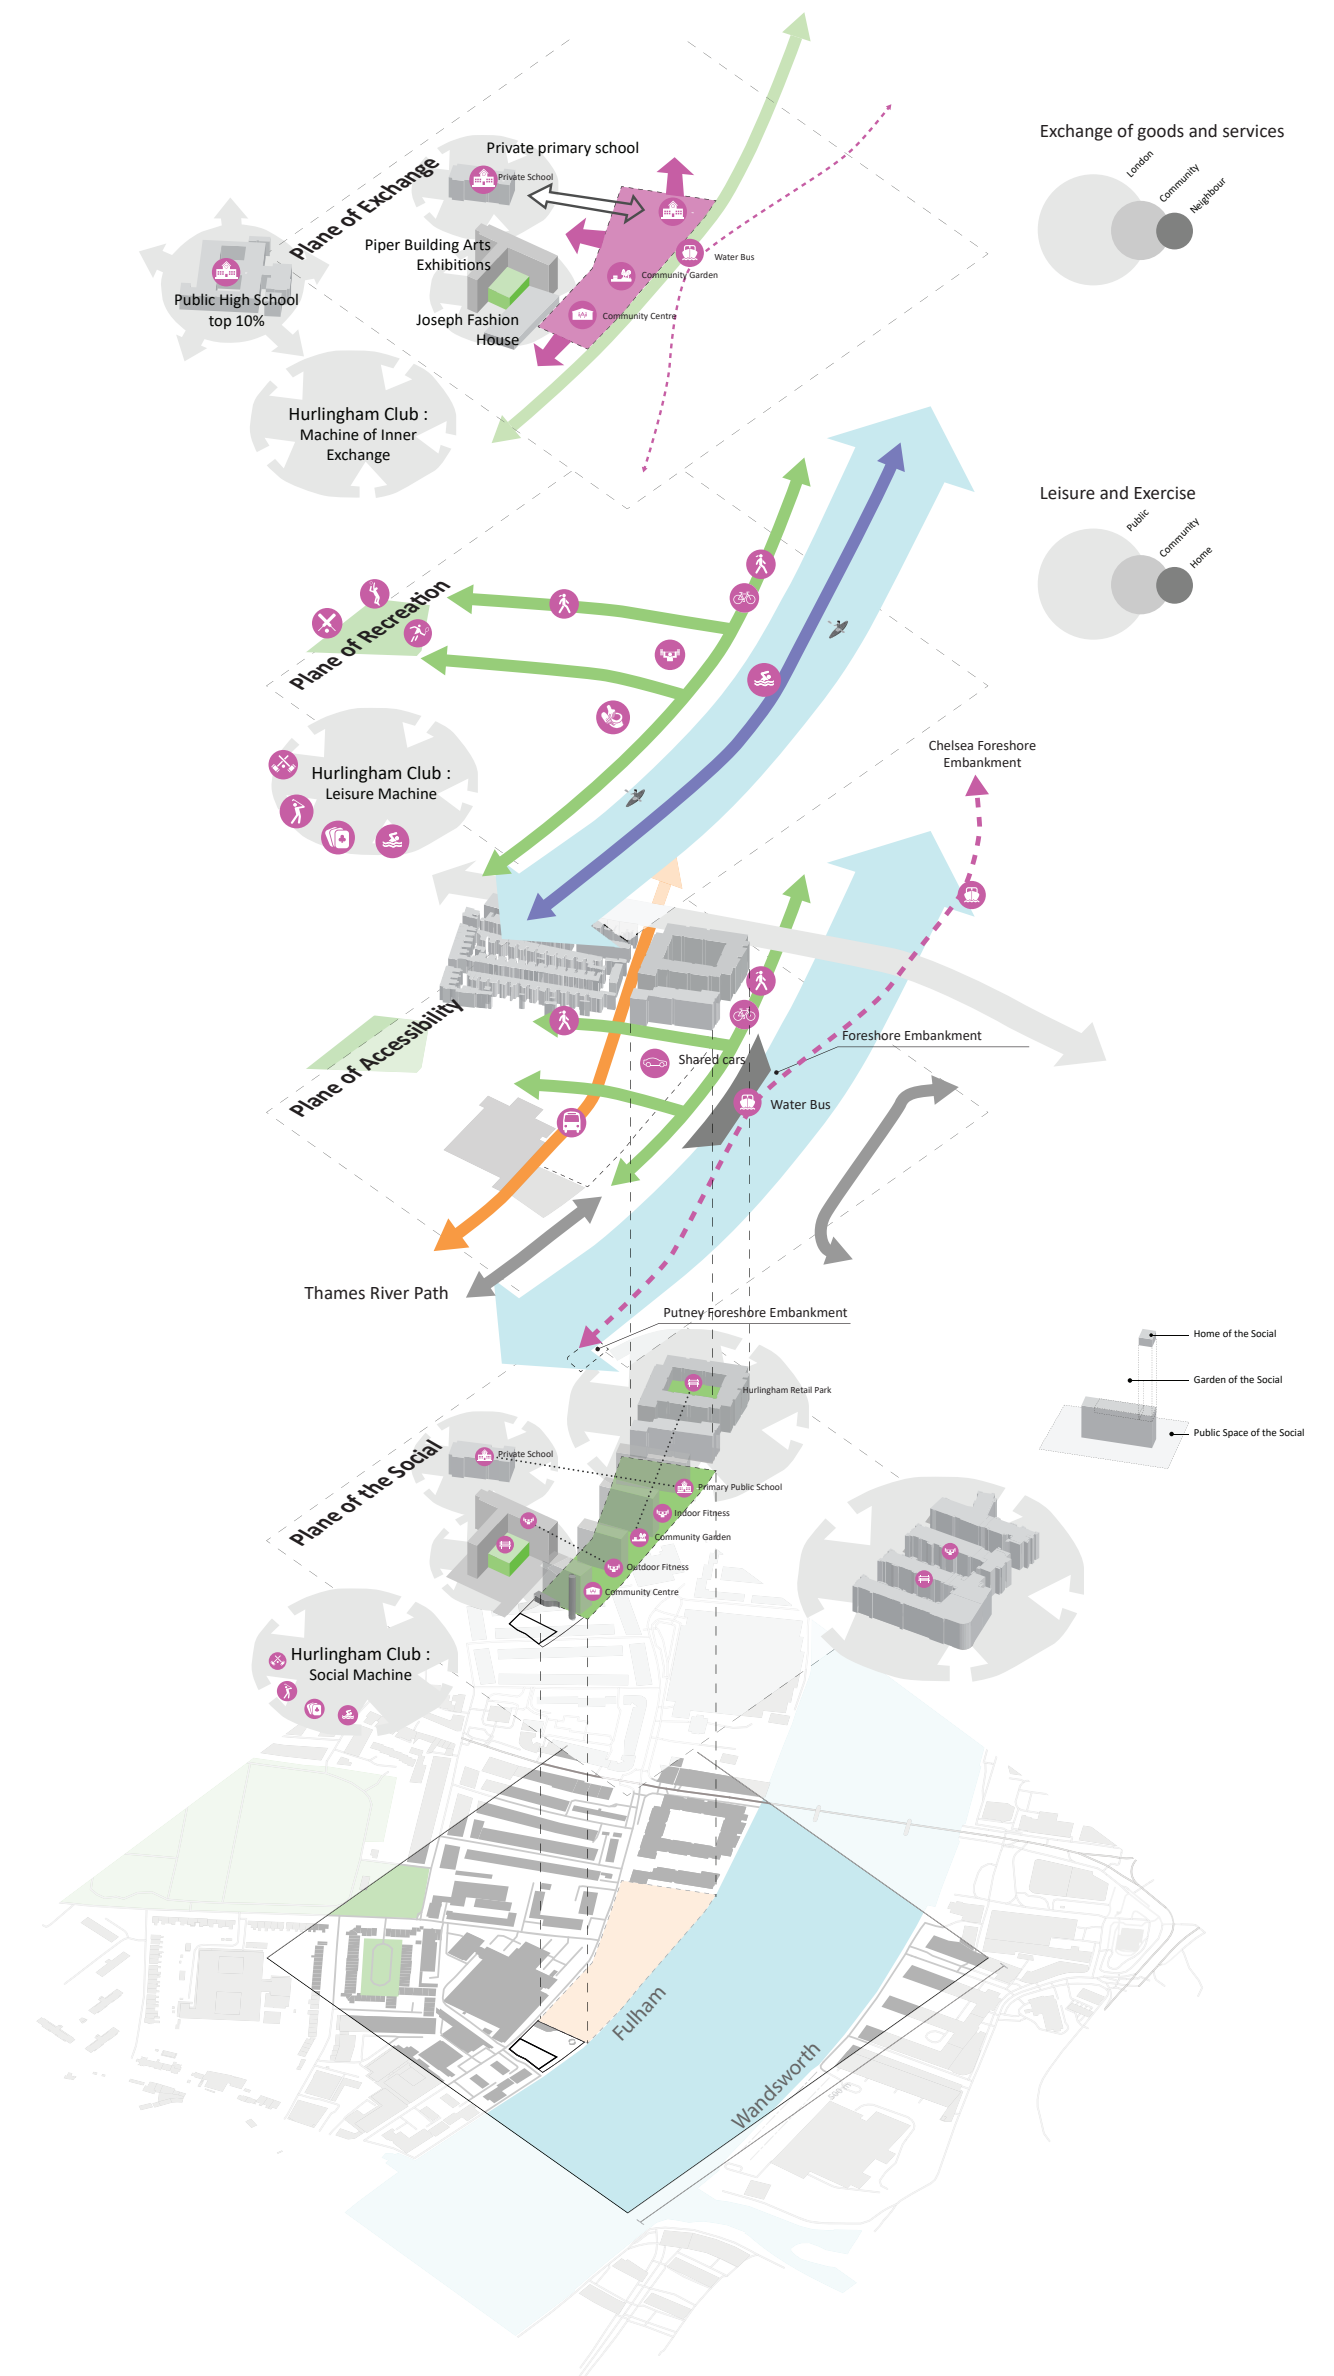 Exchange of goods and services
London
Community
Neighbour
Plane of Exchange
Private primary school
Private School
Piper Building Arts
Exhibitions
Water Bus
Community Garden
Public High School
top 10%
Joseph Fashion
House
Community Centre
Hurlingham Club :
Machine of Inner
Exchange
Leisure and Exercise
Public
Community
Home
Plane of Recreation
Hurlingham Club :
Leisure Machine
Chelsea Foreshore
Embankment
Plane of Accessibility
Foreshore Embankment
Shared cars
Water Bus
Thames River Path
Putney Foreshore Embankment
Home of the Social
Garden of the Social
Public Space of the Social
Hurlingham Retail Park
Plane of the Social
Private School
Primary Public School
Indoor Fitness
Community Garden
Outdoor Fitness
Community Centre
Hurlingham Club :
Social Machine
Fulham
Wandsworth
500 m